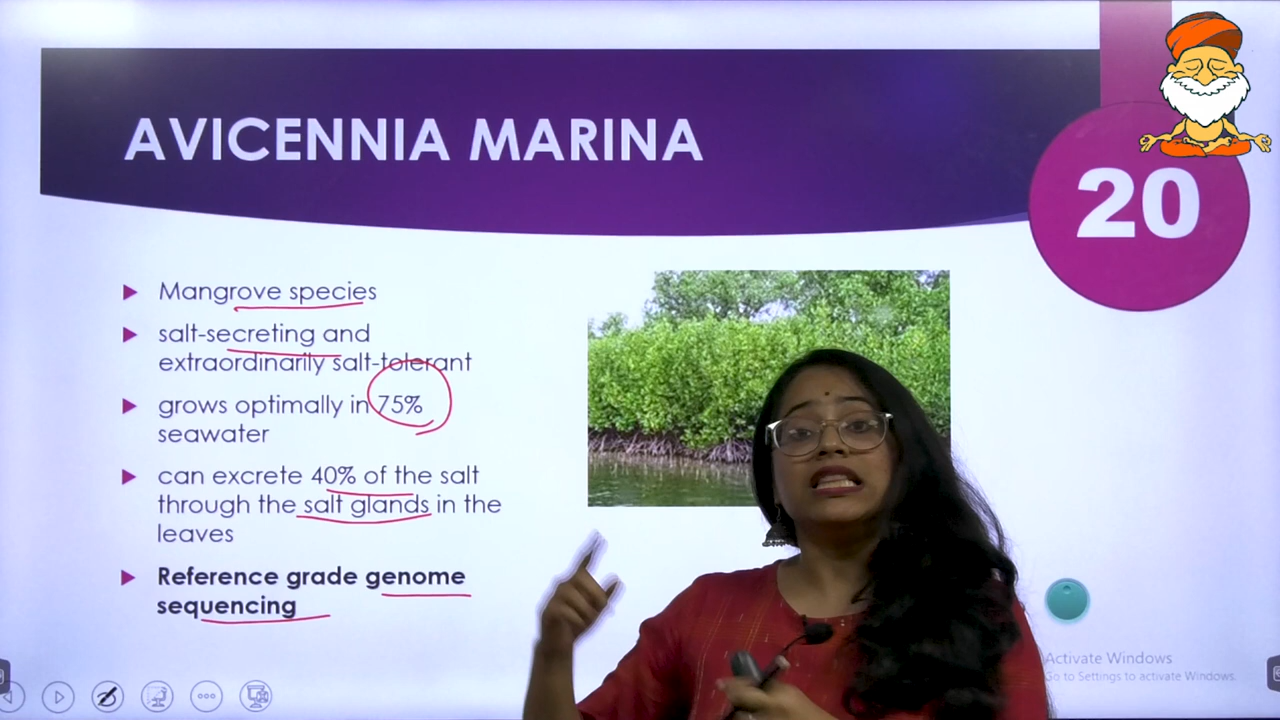 AVICENNIA MARINA
20
Mangrove species
salt-secreting and
extraordinarily salt-tolerant
grows optimally in 75%
seawater
can excrete 40% of the salt
through the salt glands in the
leaves
Reference grade genome
sequencing
Activate Windows
Go to Settings to activate Windows.